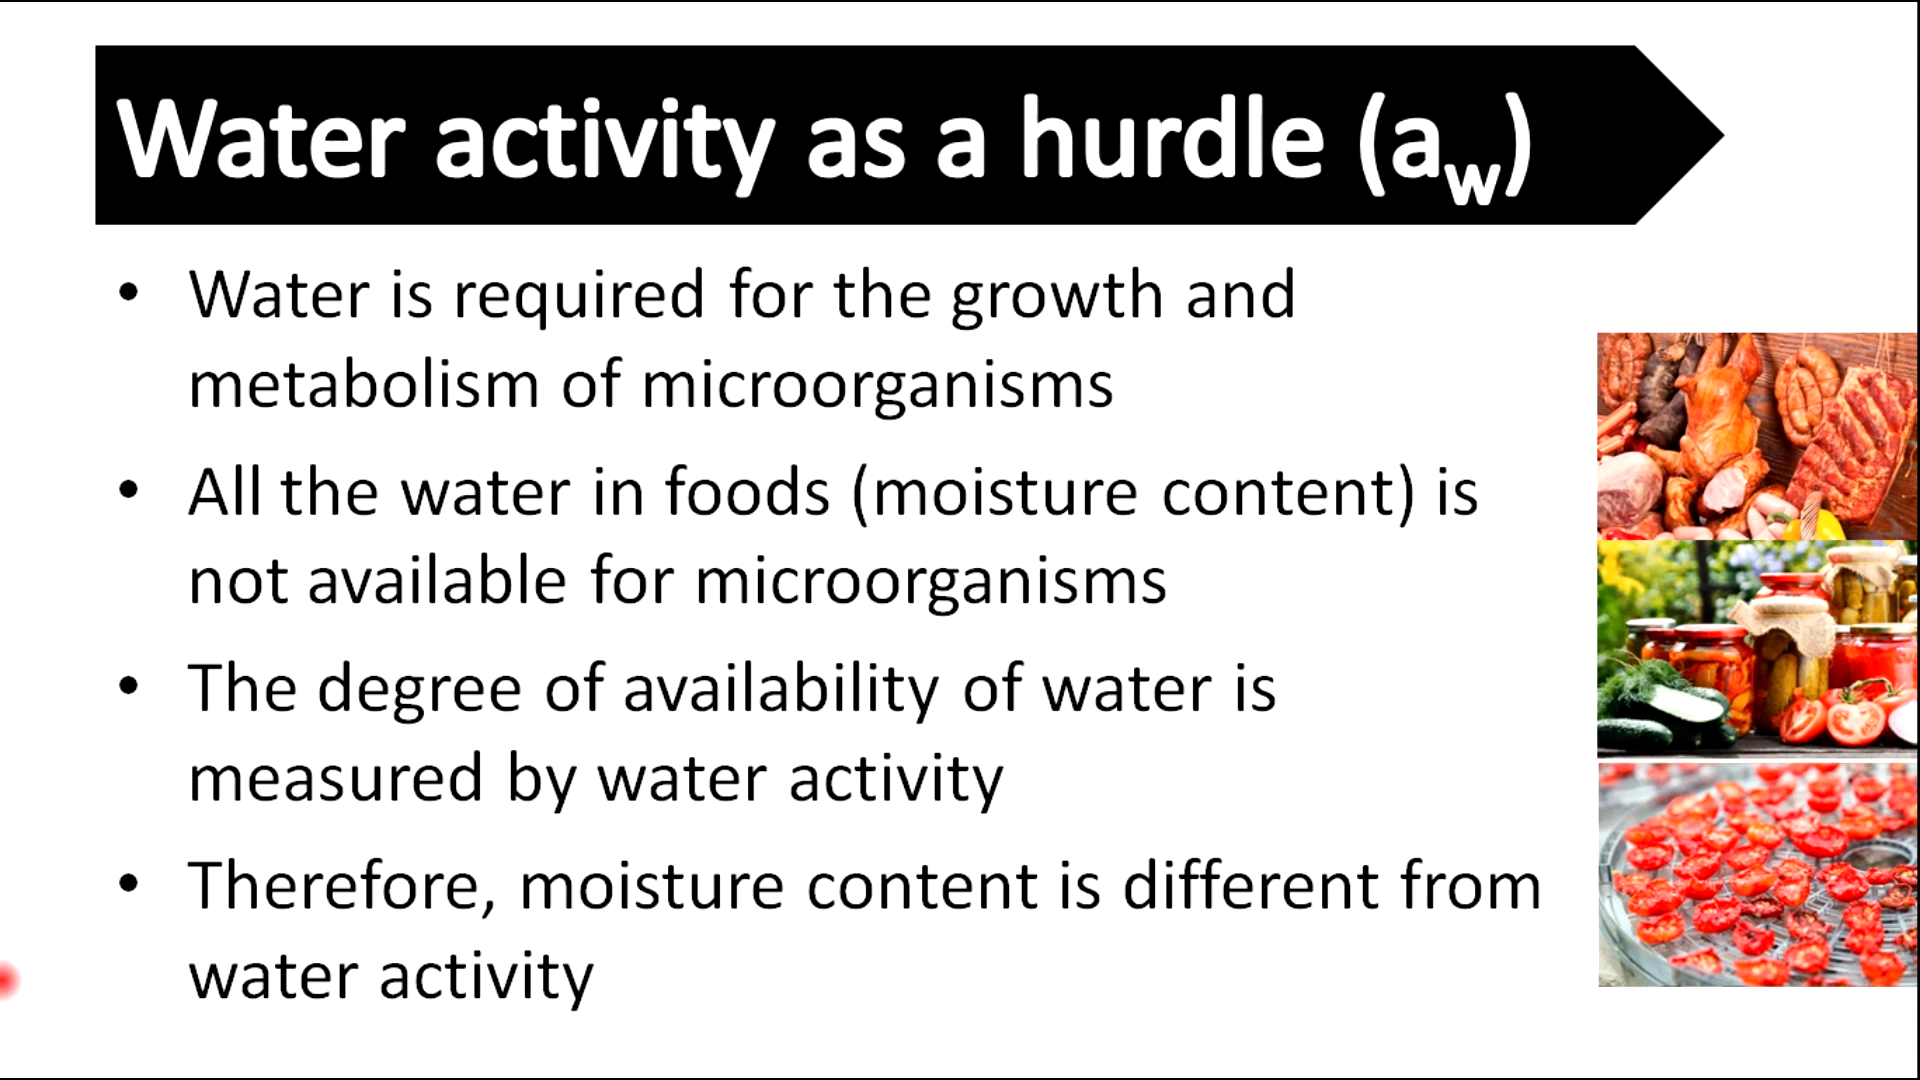 Water activity as a hurdle (aw)
• Water is required for the growth and
metabolism of microorganisms
• All the water in foods (moisture content) is
not available for microorganisms
• The degree of availability of water is
measured by water activity
• Therefore, moisture content is different from
water activity